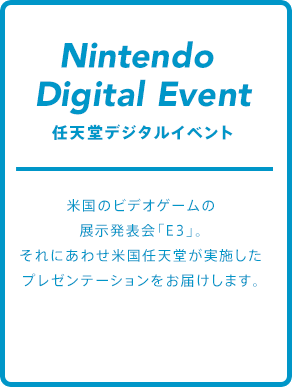 Nintendo
Digital Event
任天堂デジタルイベント
米国のビデオゲームの
展示発表会「E3」。
それにあわせ米国任天堂が実施した
プレゼンテーションをお届けします。